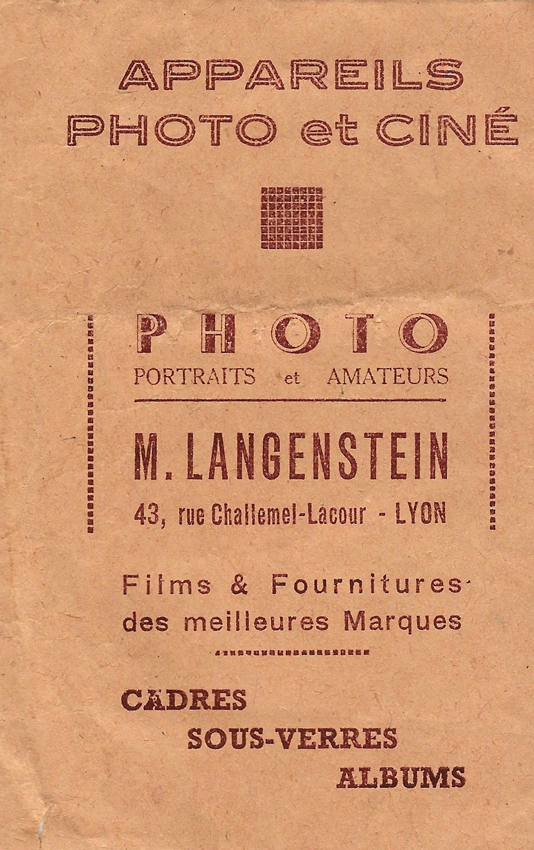 APPAREILS
PHOTO et CINÉ
PHOTO
PORTRAITS et AMATEURS
M. LANGENSTEIN
43, rue Challemel-Lacour - LYON
Films & Fournitures
des meilleures Marques
CADRES
SOUS-VERRES
ALBUMS